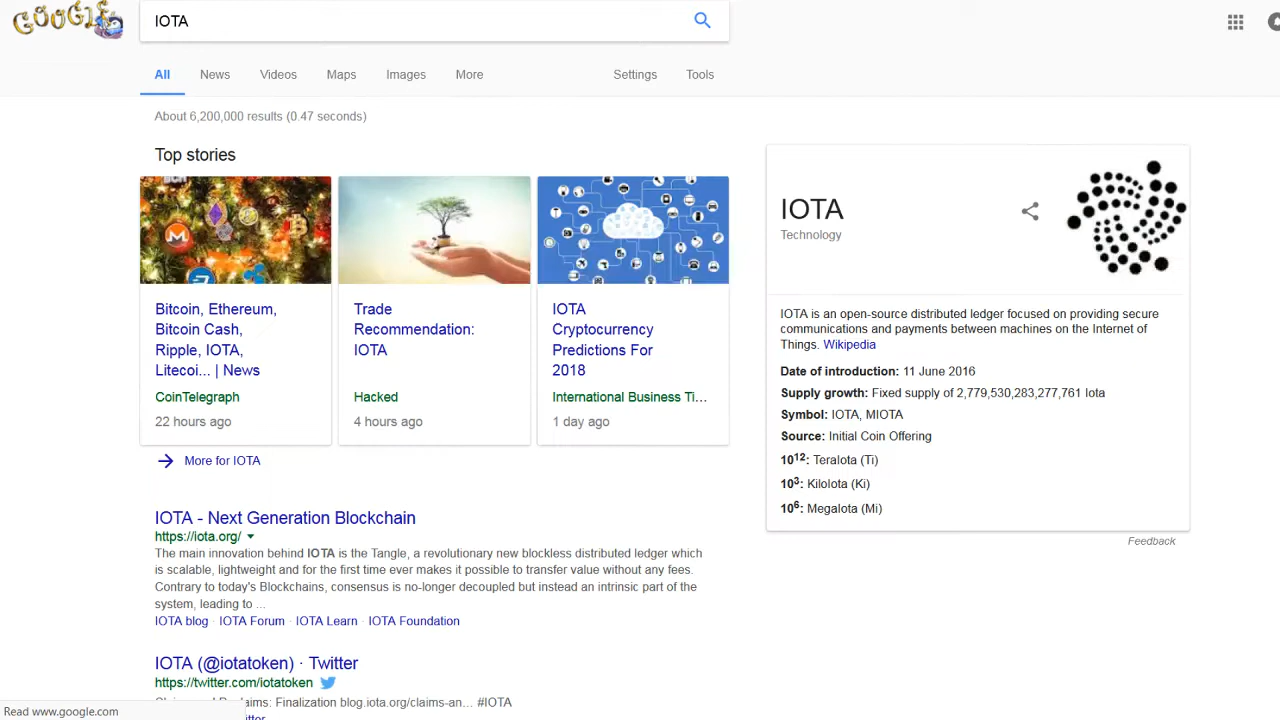 GOOGLE
IOTA
All News Videos Maps Images More Settings Tools
About 6,200,000 results (0.47 seconds)
Top stories
Bitcoin, Ethereum,
Bitcoin Cash,
Ripple, IOTA,
Litecoi... | News
CoinTelegraph
22 hours ago
Trade
Recommendation:
IOTA
Hacked
4 hours ago
IOTA
Cryptocurrency
Predictions For
2018
International Business Ti...
1 day ago
More for IOTA
IOTA - Next Generation Blockchain
https://iota.org/
The main innovation behind IOTA is the Tangle, a revolutionary new blockless distributed ledger which
is scalable, lightweight and for the first time ever makes it possible to transfer value without any fees.
Contrary to today's Blockchains, consensus is no-longer decoupled but instead an intrinsic part of the
system, leading to ...
IOTA blog · IOTA Forum · IOTA Learn · IOTA Foundation
IOTA (@iotatoken) · Twitter
https://twitter.com/iotatoken
Finalization blog.iota.org/claims-an... #IOTA
Read www.google.com
IOTA
Technology
IOTA is an open-source distributed ledger focused on providing secure
communications and payments between machines on the Internet of
Things. Wikipedia
Date of introduction: 11 June 2016
Supply growth: Fixed supply of 2,779,530,283,277,761 Iota
Symbol: IOTA, MIOTA
Source: Initial Coin Offering
10¹²: TeraIota (Ti)
10³: KiloIota (Ki)
10⁶: MegaIota (Mi)
Feedback